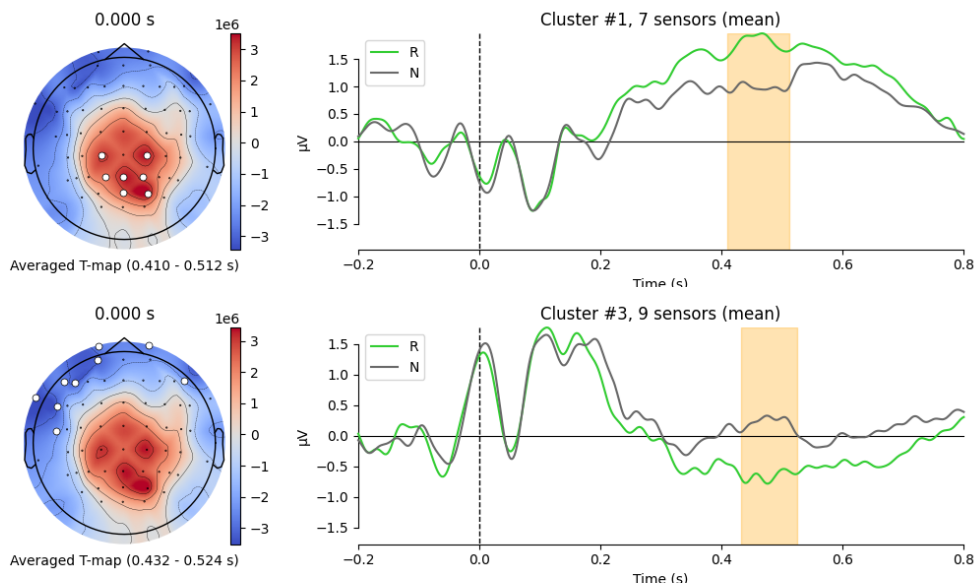 0.000 s
1e6
3
2
1
0
−1
−2
−3
Averaged T-map (0.410 - 0.512 s)
Cluster #1, 7 sensors (mean)
R
N
µV
1.5
1.0
0.5
0.0
−0.5
−1.0
−1.5
−0.2 0.0 0.2 0.4 0.6 0.8
Time (s)
0.000 s
1e6
3
2
1
0
−1
−2
−3
Averaged T-map (0.432 - 0.524 s)
Cluster #3, 9 sensors (mean)
R
N
µV
1.5
1.0
0.5
0.0
−0.5
−1.0
−1.5
−0.2 0.0 0.2 0.4 0.6 0.8
Time (s)